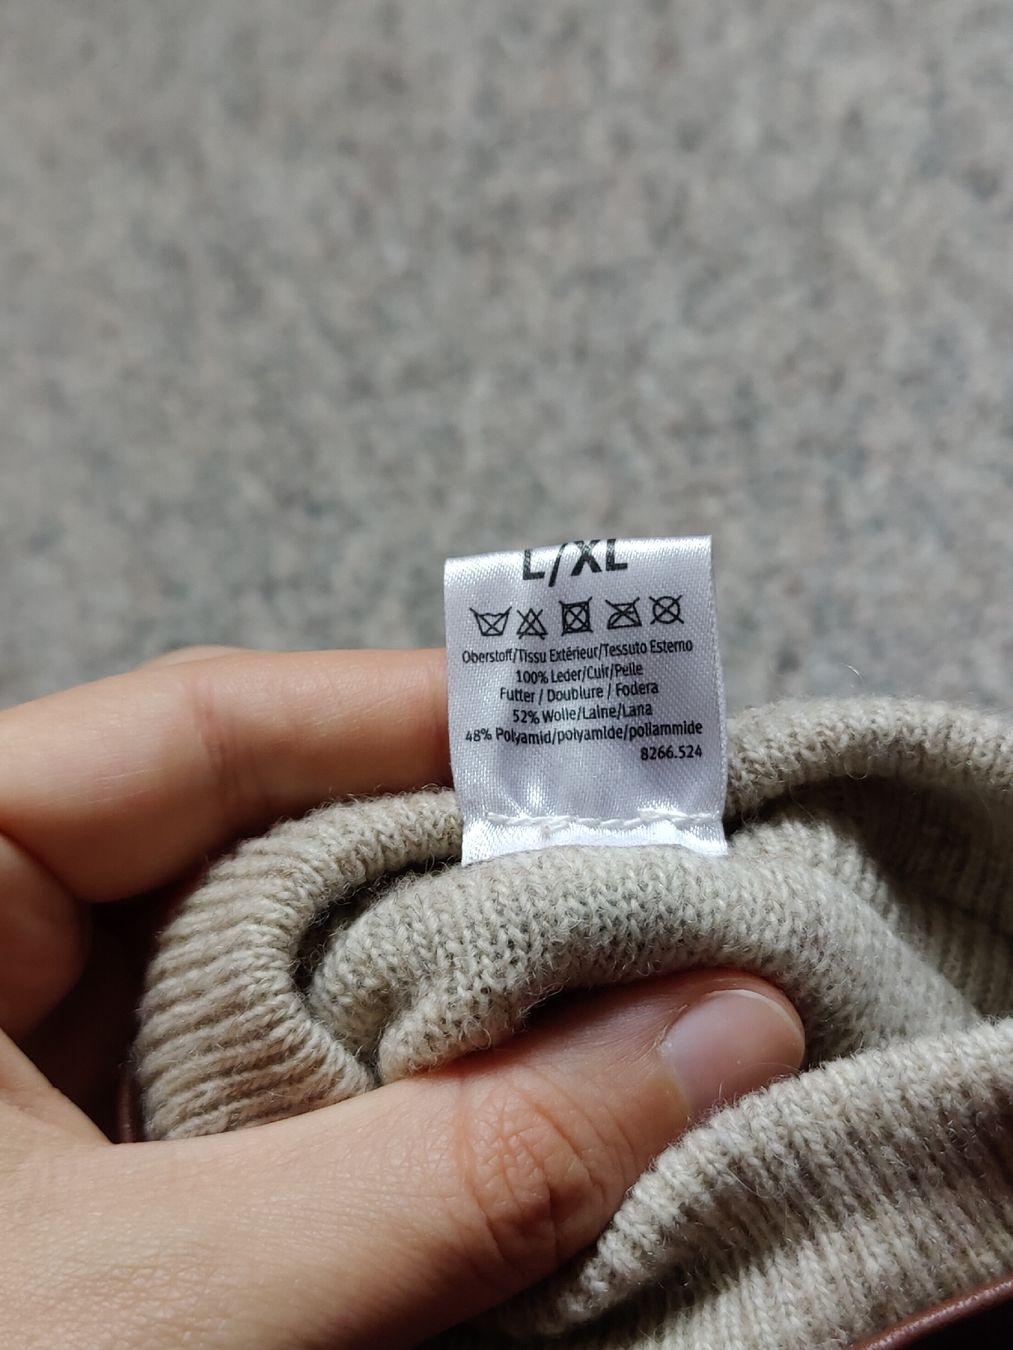 L/XL
Oberstoff/Tissu Extérieur/Tessuto Esterno
100% Leder/Cuir/Pelle
Futter / Doublure / Fodera
52% Wolle/Laine/Lana
48% Polyamid/polyamide/poliammide
8266.524